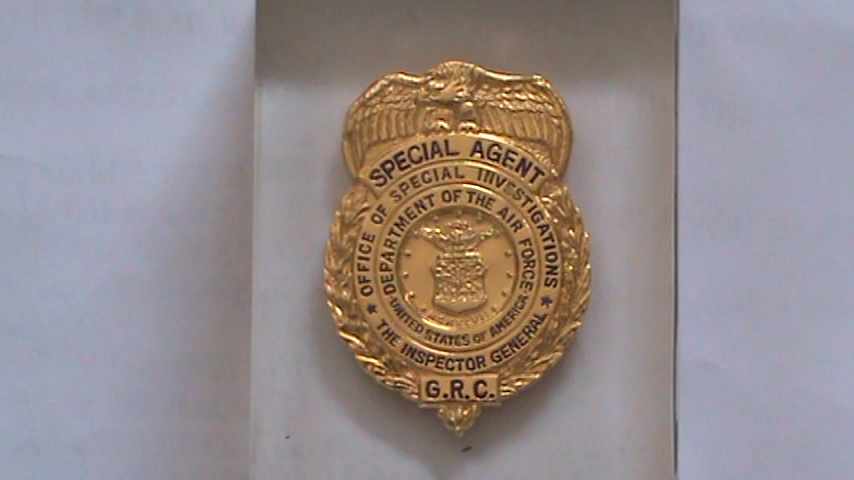 SPECIAL AGENT
OFFICE OF SPECIAL INVESTIGATIONS
DEPARTMENT OF THE AIR FORCE
UNITED STATES OF AMERICA
THE INSPECTOR GENERAL
G.R.C.